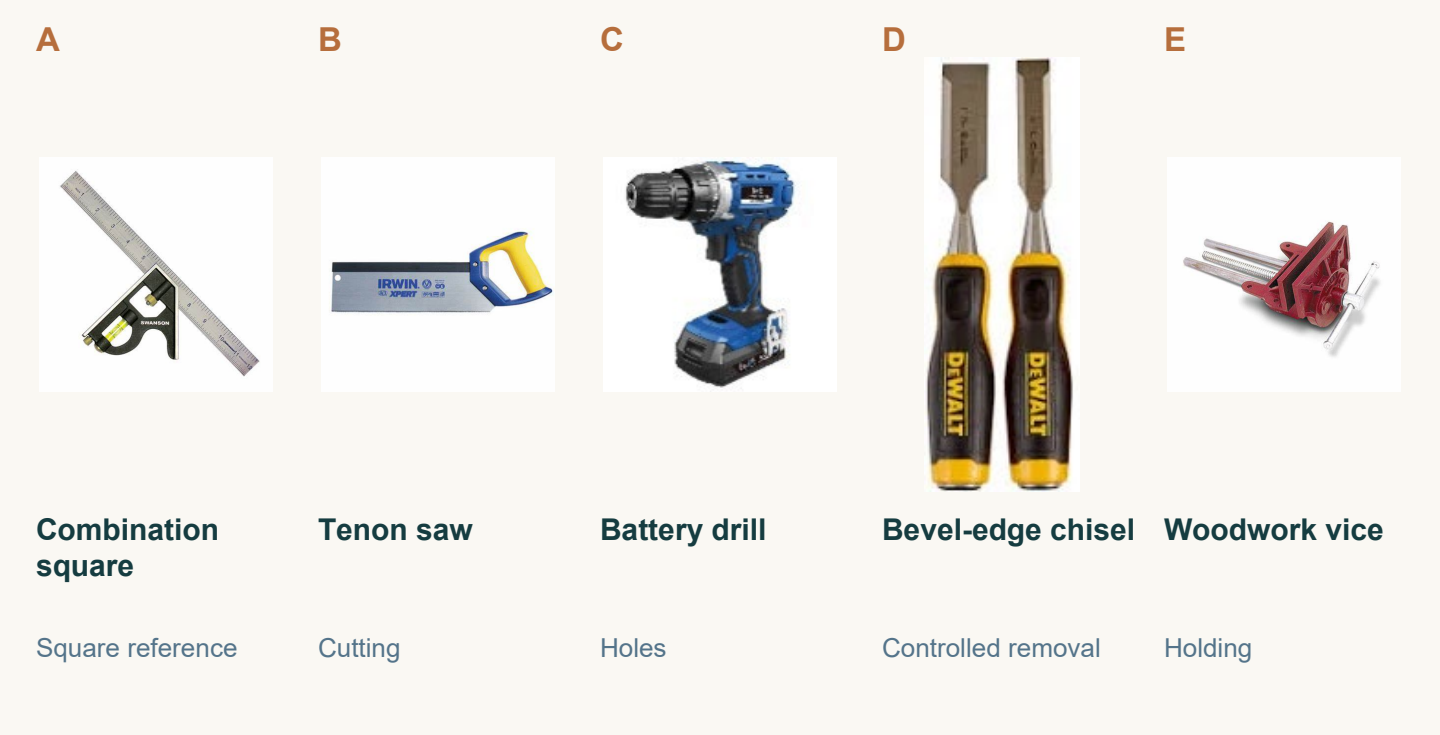 A
B
C
D
E
SWANSON
IRWIN
XPERT
DEWALT
DEWALT
Combination
square
Tenon saw
Battery drill
Bevel-edge chisel
Woodwork vice
Square reference
Cutting
Holes
Controlled removal
Holding